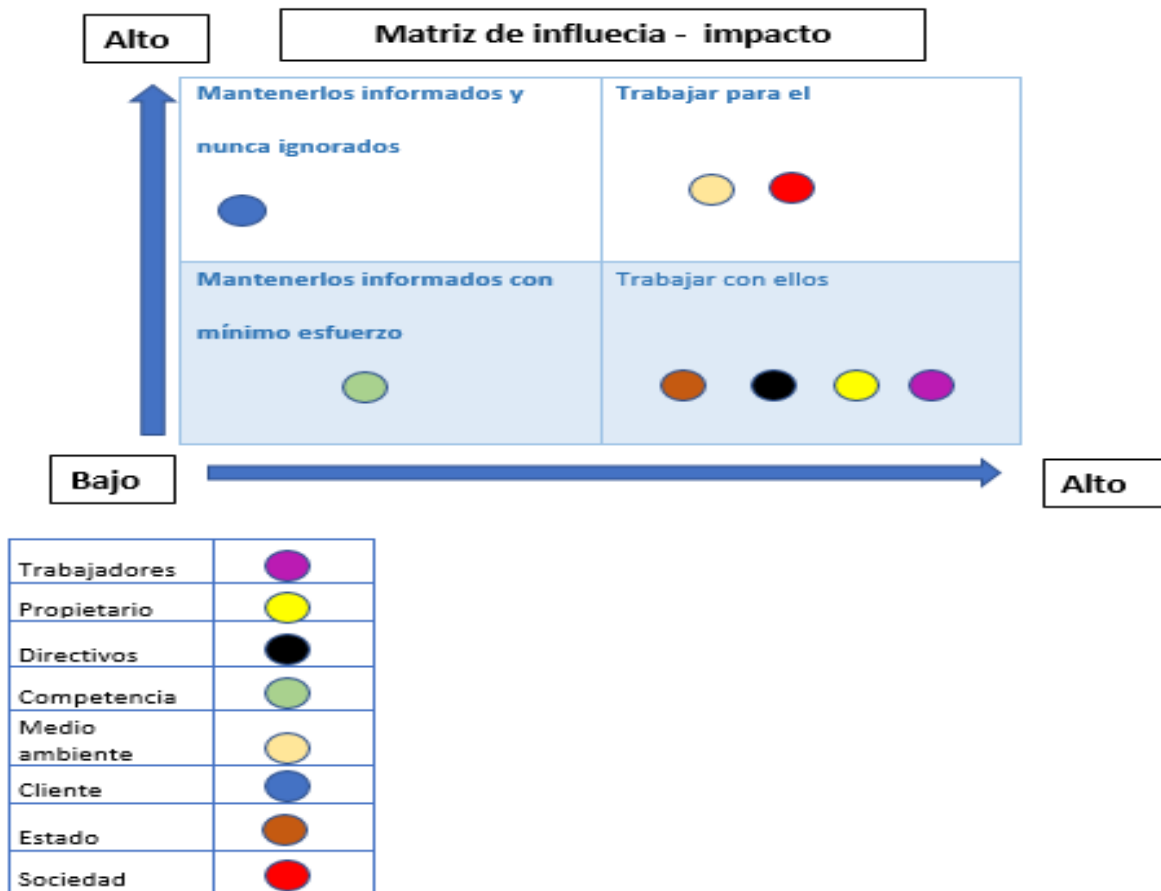 Alto
Matriz de influecia - impacto
Mantenerlos informados y
nunca ignorados
Trabajar para el
Mantenerlos informados con
mínimo esfuerzo
Trabajar con ellos
Bajo
Alto
Trabajadores
Propietario
Directivos
Competencia
Medio
ambiente
Cliente
Estado
Sociedad